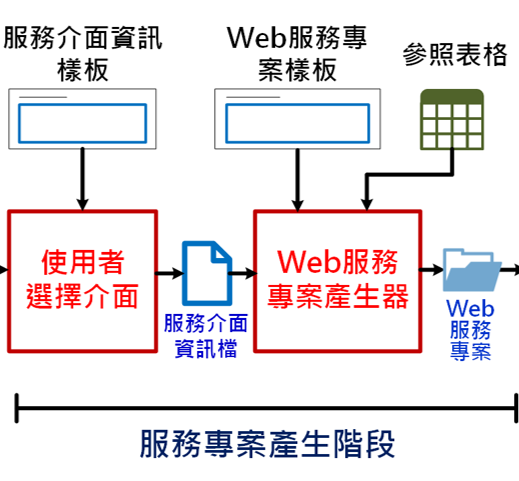 服務介面資訊
樣板
Web服務專
案樣板
參照表格
使用者
選擇介面
服務介面
資訊檔
Web服務
專案產生器
Web
服務
專案
服務專案產生階段